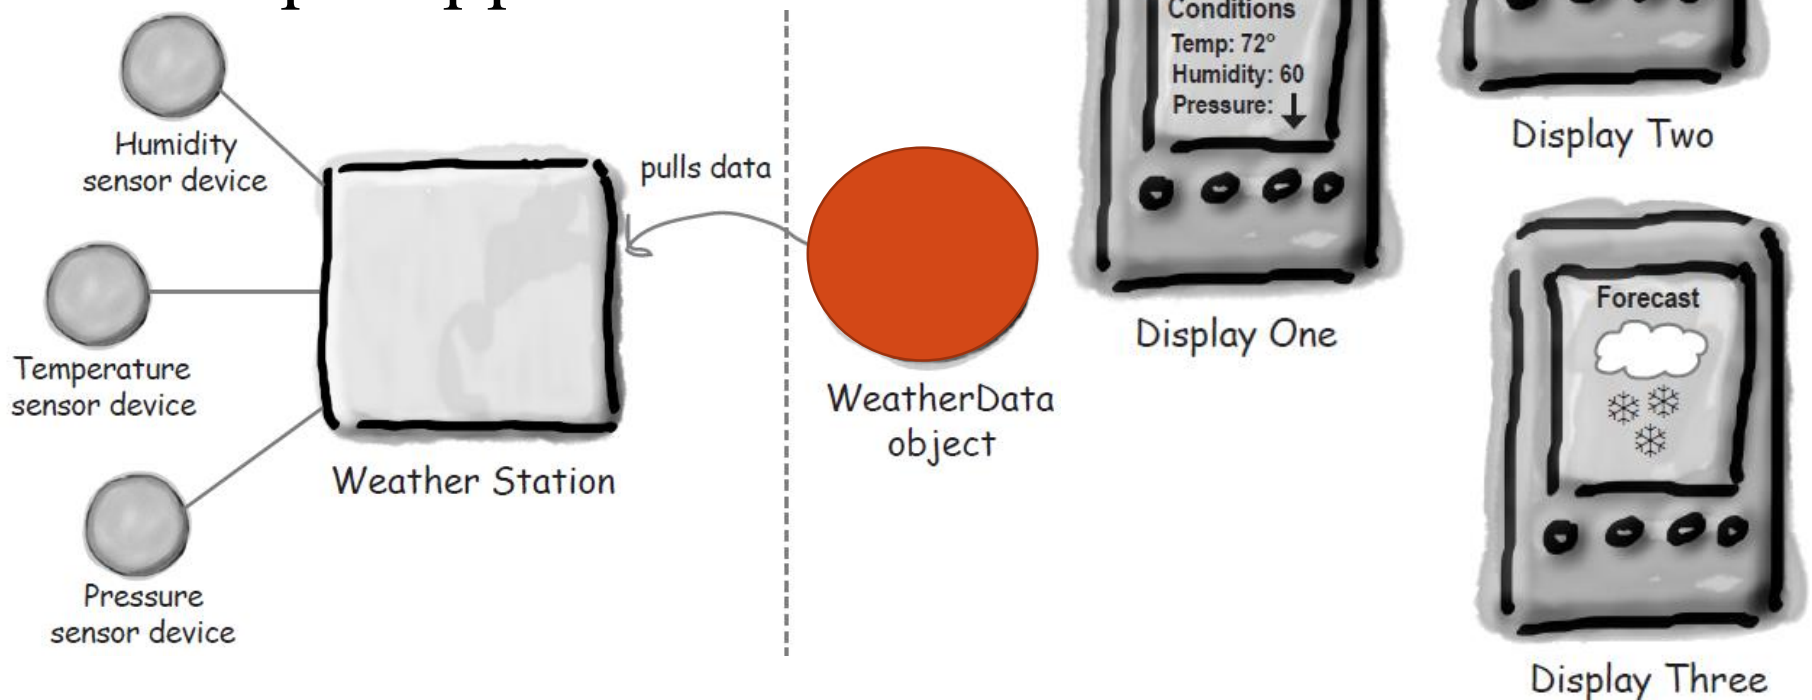 Conditions
Temp: 72°
Humidity: 60
Pressure:
Humidity
sensor device
pulls data
Display Two
Temperature
sensor device
Weather Station
WeatherData
object
Display One
Forecast
Pressure
sensor device
Display Three